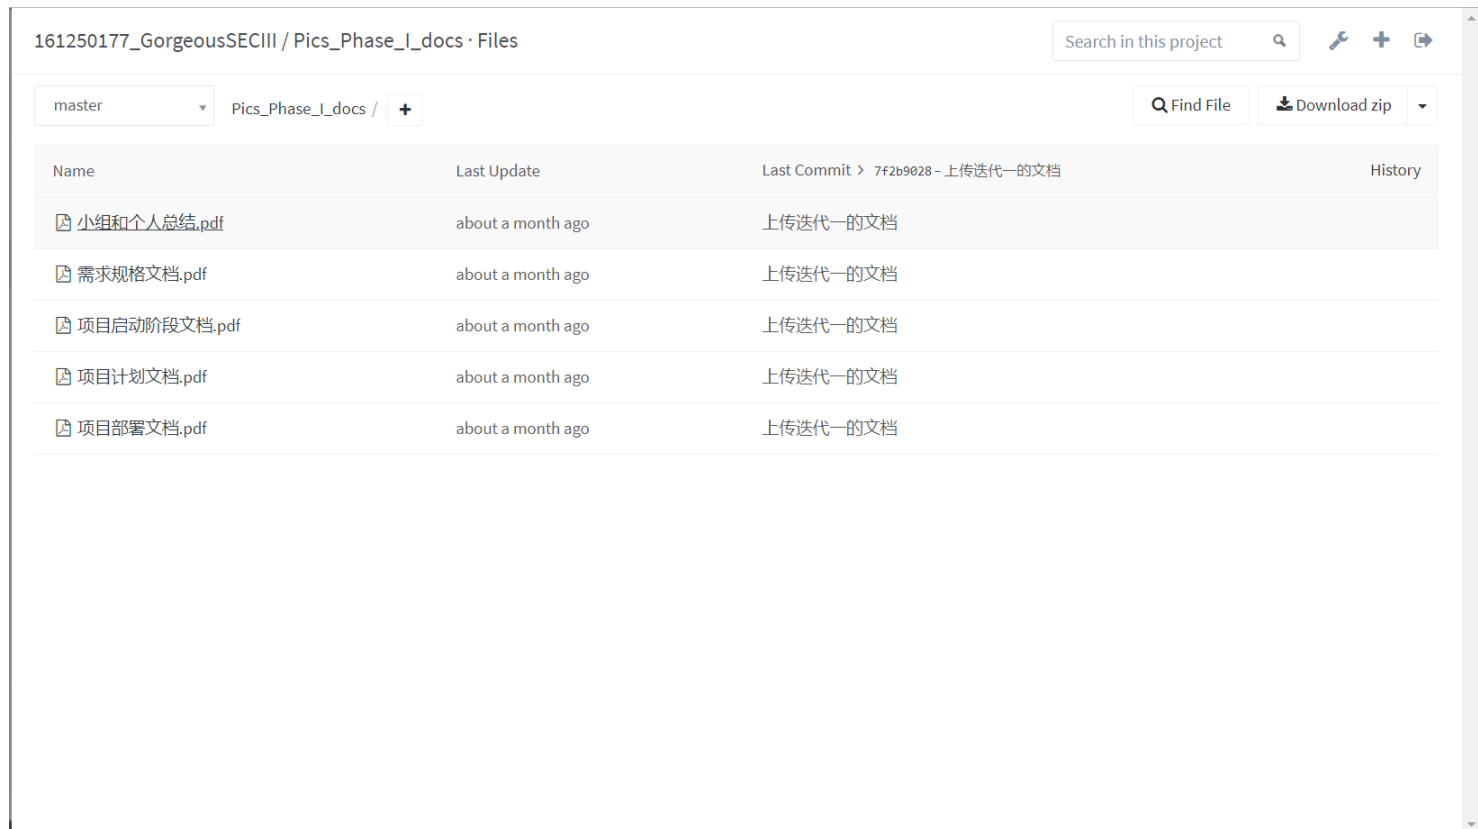 161250177_GorgeousSECIII / Pics_Phase_I_docs · Files
Search in this project
master
Pics_Phase_I_docs /
Find File
Download zip
Name Last Update Last Commit > 7f2b9028 – 上传迭代一的文档 History
小组和个人总结.pdf about a month ago 上传迭代一的文档
需求规格文档.pdf about a month ago 上传迭代一的文档
项目启动阶段文档.pdf about a month ago 上传迭代一的文档
项目计划文档.pdf about a month ago 上传迭代一的文档
项目部署文档.pdf about a month ago 上传迭代一的文档